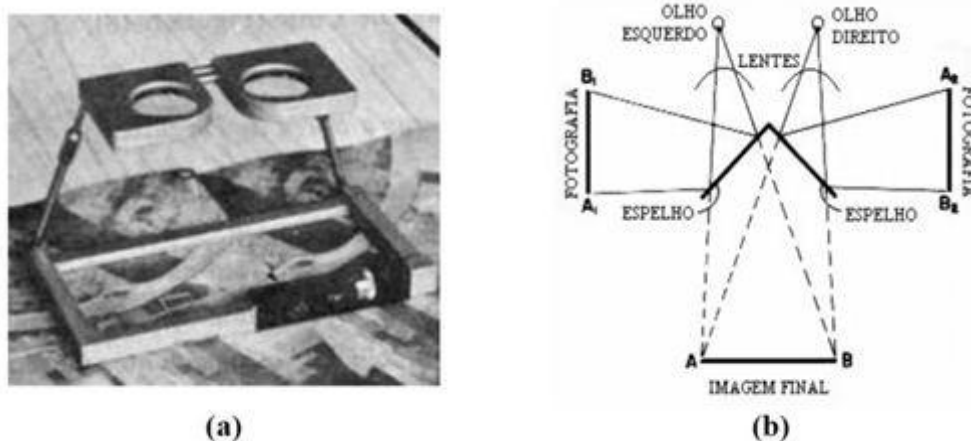 OLHO
ESQUERDO
OLHO
DIREITO
LENTES
B₁
A₂
FOTOGRAFIA
FOTOGRAFIA
A₁
B₂
ESPELHO
ESPELHO
A
B
IMAGEM FINAL
(a)
(b)